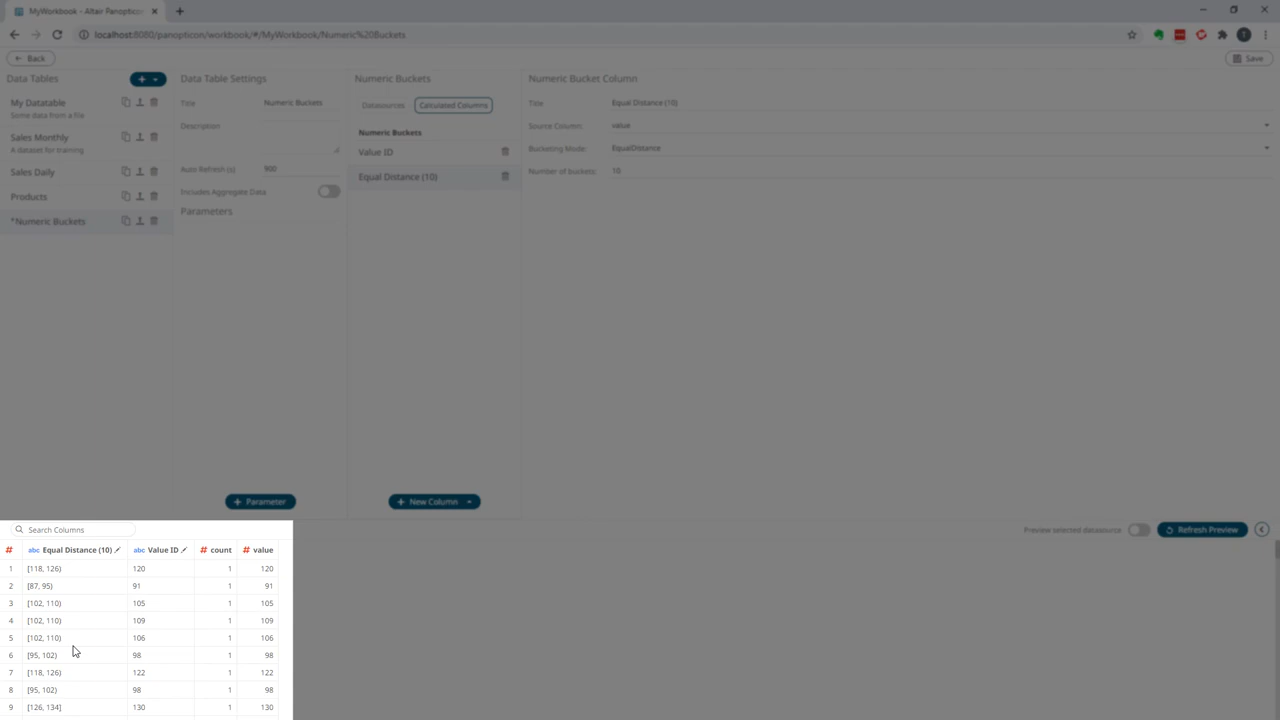 MyWorkbook - Altair Panopticon
localhost:8080/panopticon/workbook/#/MyWorkbook/Numeric%20Buckets
T
Back
Save
Data Tables
My Datatable
Some data from a file
Sales Monthly
A dataset for training
Sales Daily
Products
*Numeric Buckets
Data Table Settings
Title Numeric Buckets
Description
Auto Refresh (s) 900
Includes Aggregate Data
Parameters
Parameter
Numeric Buckets
Datasources Calculated Columns
Numeric Buckets
Value ID
Equal Distance (10)
New Column
Numeric Bucket Column
Title Equal Distance (10)
Source Column: value
Bucketing Mode: EqualDistance
Number of buckets: 10
Preview selected datasource Refresh Preview
Search Columns
# abc Equal Distance (10) abc Value ID # count # value
1 [118, 126) 120 1 120
2 [87, 95) 91 1 91
3 [102, 110) 105 1 105
4 [102, 110) 109 1 109
5 [102, 110) 106 1 106
6 [95, 102) 98 1 98
7 [118, 126) 122 1 122
8 [95, 102) 98 1 98
9 [126, 134] 130 1 130